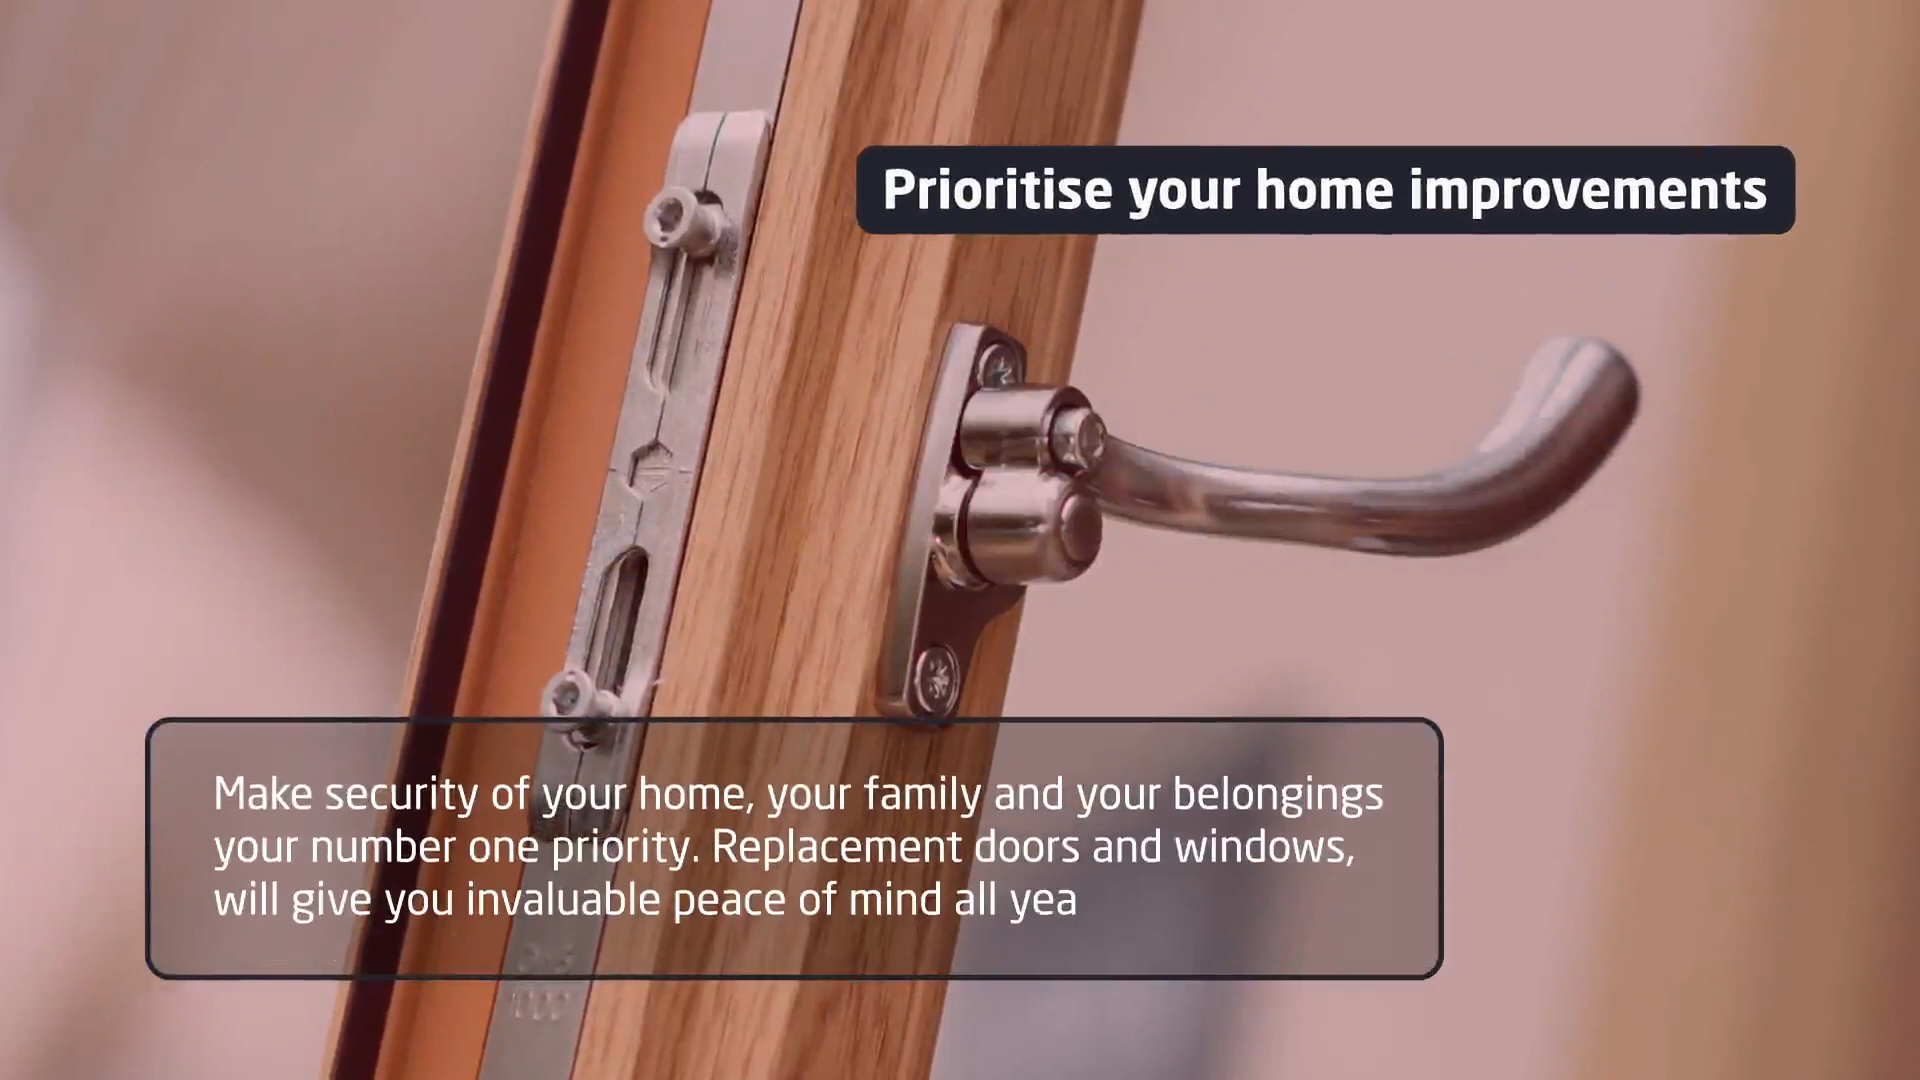 Prioritise your home improvements
Make security of your home, your family and your belongings
your number one priority. Replacement doors and windows,
will give you invaluable peace of mind all yea